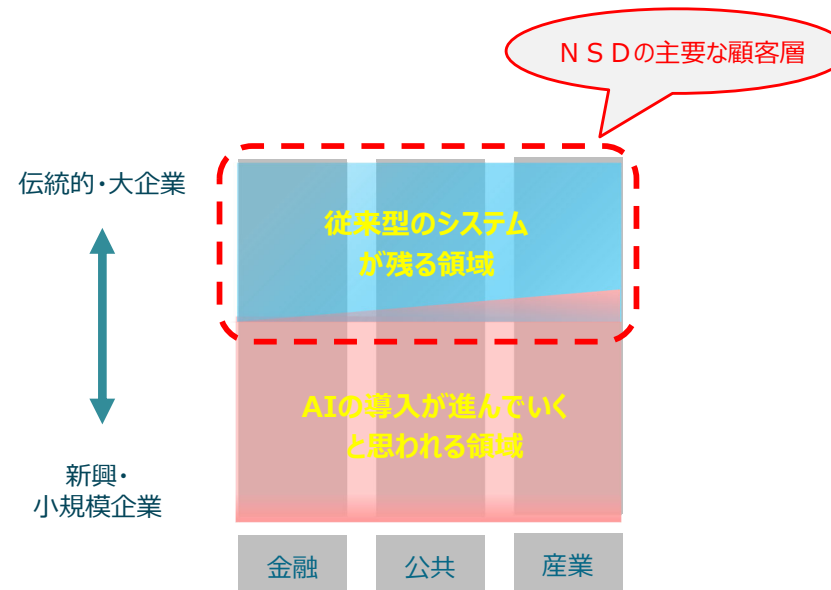 ＮＳＤの主要な顧客層
伝統的・大企業
従来型のシステム
が残る領域
AIの導入が進んでいく
と思われる領域
新興・
小規模企業
金融
公共
産業